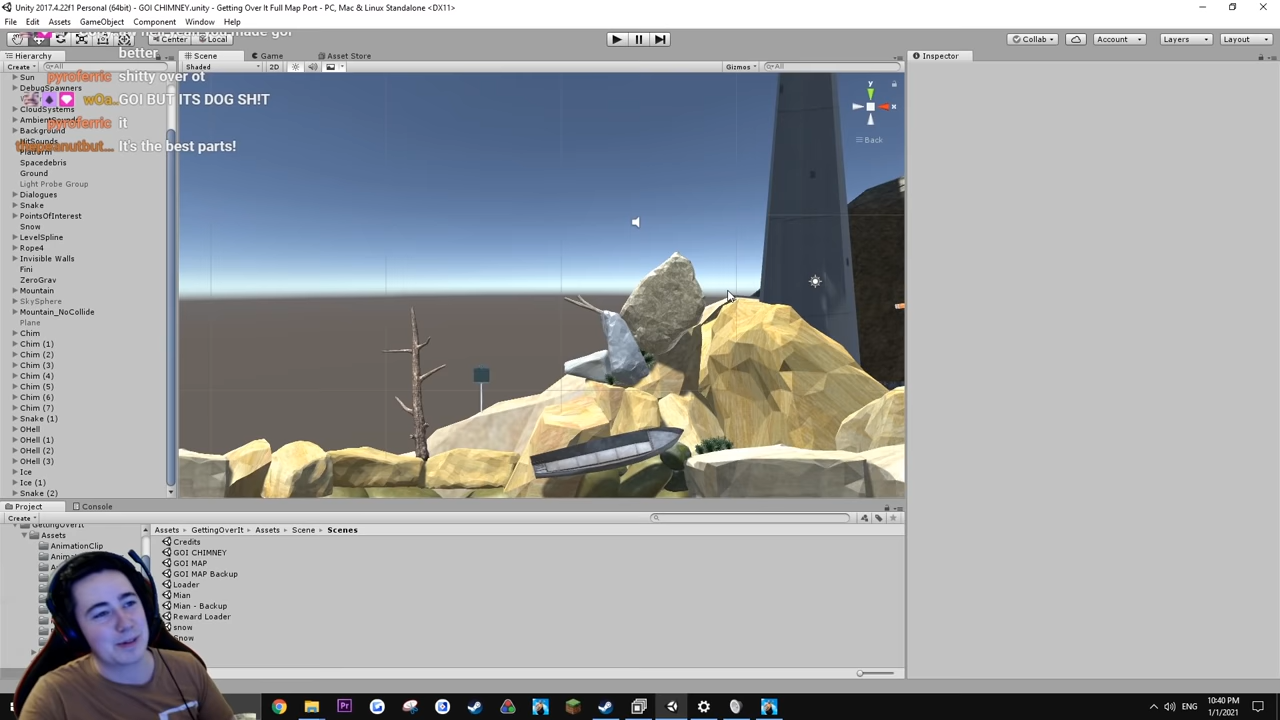 Unity 2017.4.22f1 Personal (64bit) - GOI CHIMNEY.unity - Getting Over It Full Map Port - PC, Mac & Linux Standalone <DX11>
File Edit Assets GameObject Component Window Help
Center Local
Collab Account Layers Layout
Hierarchy
Scene Game Asset Store
Inspector
Create All
Shaded 2D Gizmos All
better
Sun
pyroferric shitty over ot
DebugSpawners
wOa.. GOI BUT ITS DOG SH!T
CloudSystems
AmbientSounds
pyroferric it
Background
HitSounds
It's the best parts!
Platform
Spacedebris
Ground
Light Probe Group
Dialogues
Snake
PointsOfInterest
Snow
LevelSpline
Rope4
Invisible Walls
Fini
ZeroGrav
Mountain
SkySphere
Mountain_NoCollide
Plane
Chim
Chim (1)
Chim (2)
Chim (3)
Chim (4)
Chim (5)
Chim (6)
Chim (7)
Snake (1)
OHell
OHell (1)
OHell (2)
OHell (3)
Ice
Ice (1)
Snake (2)
y
x
Back
Project Console
Create
GettingOverIt
Assets
AnimationClip
Assets GettingOverIt Assets Scene Scenes
Credits
GOI CHIMNEY
GOI MAP
GOI MAP Backup
Loader
Mian
Mian - Backup
Reward Loader
snow
Snow
ENG
10:40 PM
1/1/2021